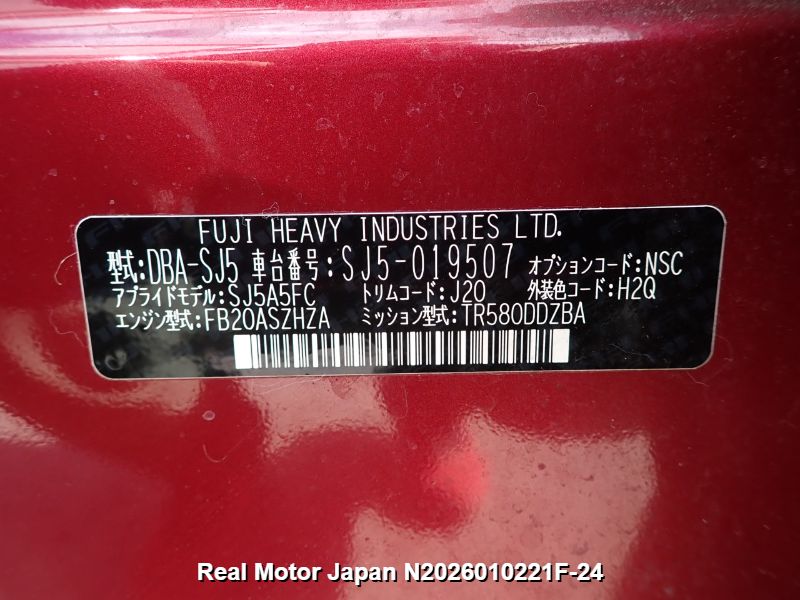 FUJI HEAVY INDUSTRIES LTD.
型式:DBA-SJ5 車台番号:SJ5-019507 オプションコード:NSC
アプライドモデル:SJ5A5FC トリムコード:J20 外装色コード:H2Q
エンジン型式:FB20ASZHZA ミッション型式:TR580DDZBA
Real Motor Japan N2026010221F-24